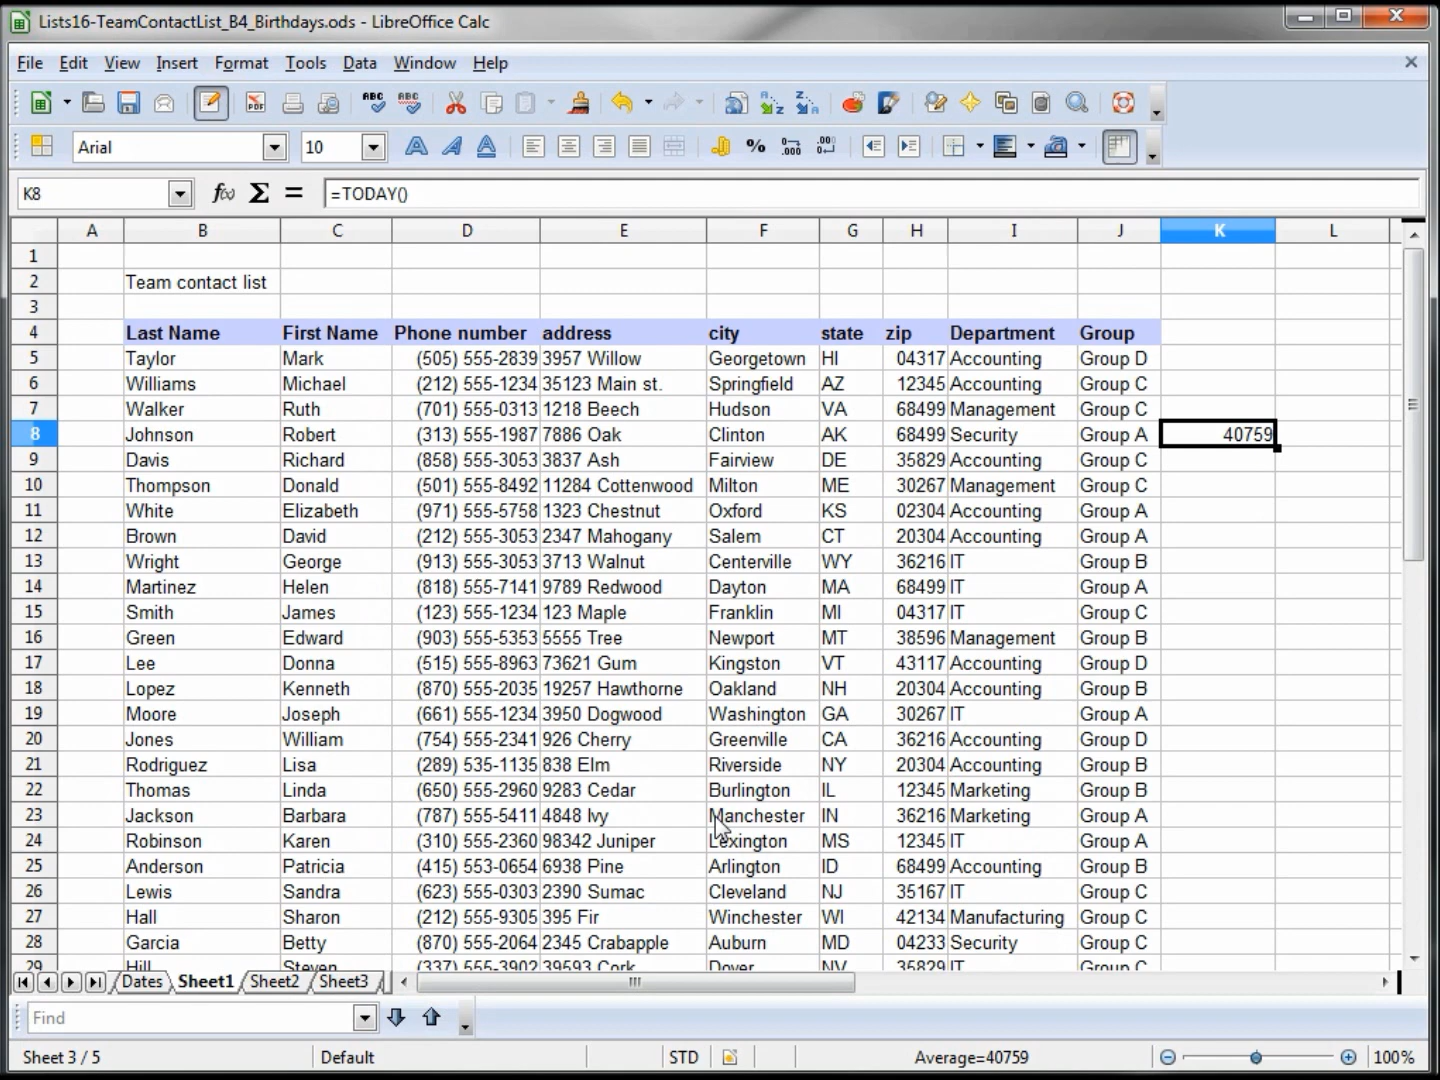 Lists16-TeamContactList_B4_Birthdays.ods - LibreOffice Calc
File Edit View Insert Format Tools Data Window Help
Arial 10
K8 =TODAY()
A B C D E F G H I J K L
1
2 Team contact list
3
4 Last Name First Name Phone number address city state zip Department Group
5 Taylor Mark (505) 555-2839 3957 Willow Georgetown HI 04317 Accounting Group D
6 Williams Michael (212) 555-1234 35123 Main st. Springfield AZ 12345 Accounting Group C
7 Walker Ruth (701) 555-0313 1218 Beech Hudson VA 68499 Management Group C
8 Johnson Robert (313) 555-1987 7886 Oak Clinton AK 68499 Security Group A 40759
9 Davis Richard (858) 555-3053 3837 Ash Fairview DE 35829 Accounting Group C
10 Thompson Donald (501) 555-8492 11284 Cottenwood Milton ME 30267 Management Group C
11 White Elizabeth (971) 555-5758 1323 Chestnut Oxford KS 02304 Accounting Group A
12 Brown David (212) 555-3053 2347 Mahogany Salem CT 20304 Accounting Group A
13 Wright George (913) 555-3053 3713 Walnut Centerville WY 36216 IT Group B
14 Martinez Helen (818) 555-7141 9789 Redwood Dayton MA 68499 IT Group A
15 Smith James (123) 555-1234 123 Maple Franklin MI 04317 IT Group C
16 Green Edward (903) 555-5353 5555 Tree Newport MT 38596 Management Group B
17 Lee Donna (515) 555-8963 73621 Gum Kingston VT 43117 Accounting Group D
18 Lopez Kenneth (870) 555-2035 19257 Hawthorne Oakland NH 20304 Accounting Group B
19 Moore Joseph (661) 555-1234 3950 Dogwood Washington GA 30267 IT Group A
20 Jones William (754) 555-2341 926 Cherry Greenville CA 36216 Accounting Group D
21 Rodriguez Lisa (289) 535-1135 838 Elm Riverside NY 20304 Accounting Group B
22 Thomas Linda (650) 555-2960 9283 Cedar Burlington IL 12345 Marketing Group B
23 Jackson Barbara (787) 555-5411 4848 Ivy Manchester IN 36216 Marketing Group A
24 Robinson Karen (310) 555-2360 98342 Juniper Lexington MS 12345 IT Group A
25 Anderson Patricia (415) 553-0654 6938 Pine Arlington ID 68499 Accounting Group B
26 Lewis Sandra (623) 555-0303 2390 Sumac Cleveland NJ 35167 IT Group C
27 Hall Sharon (212) 555-9305 395 Fir Winchester WI 42134 Manufacturing Group C
28 Garcia Betty (870) 555-2064 2345 Crabapple Auburn MD 04233 Security Group C
29 Hill Steven (337) 555-3902 39593 Cork Dover NV 35829 IT Group C
Dates Sheet1 Sheet2 Sheet3
Find
Sheet 3 / 5 Default STD Average=40759 100%